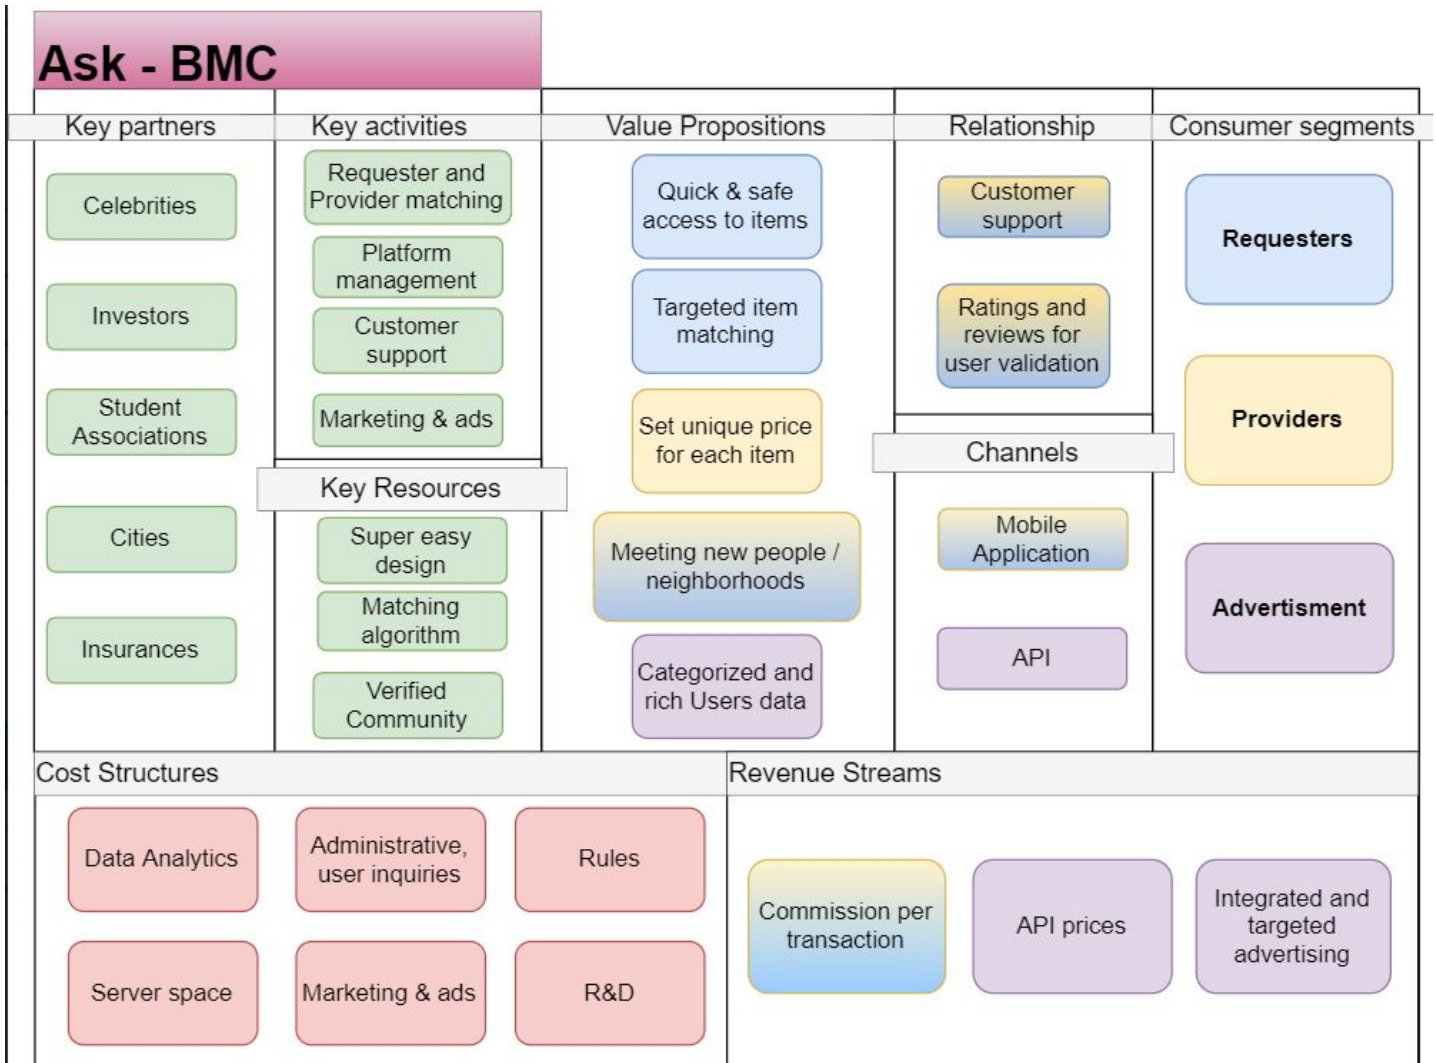 Ask - BMC
Key partners
Celebrities
Investors
Student
Associations
Cities
Insurances
Key activities
Requester and
Provider matching
Platform
management
Customer
support
Marketing & ads
Key Resources
Super easy
design
Matching
algorithm
Verified
Community
Value Propositions
Quick & safe
access to items
Targeted item
matching
Set unique price
for each item
Meeting new people /
neighborhoods
Categorized and
rich Users data
Relationship
Customer
support
Ratings and
reviews for
user validation
Channels
Mobile
Application
API
Consumer segments
Requesters
Providers
Advertisment
Cost Structures
Data Analytics
Administrative,
user inquiries
Rules
Server space
Marketing & ads
R&D
Revenue Streams
Commission per
transaction
API prices
Integrated and
targeted
advertising